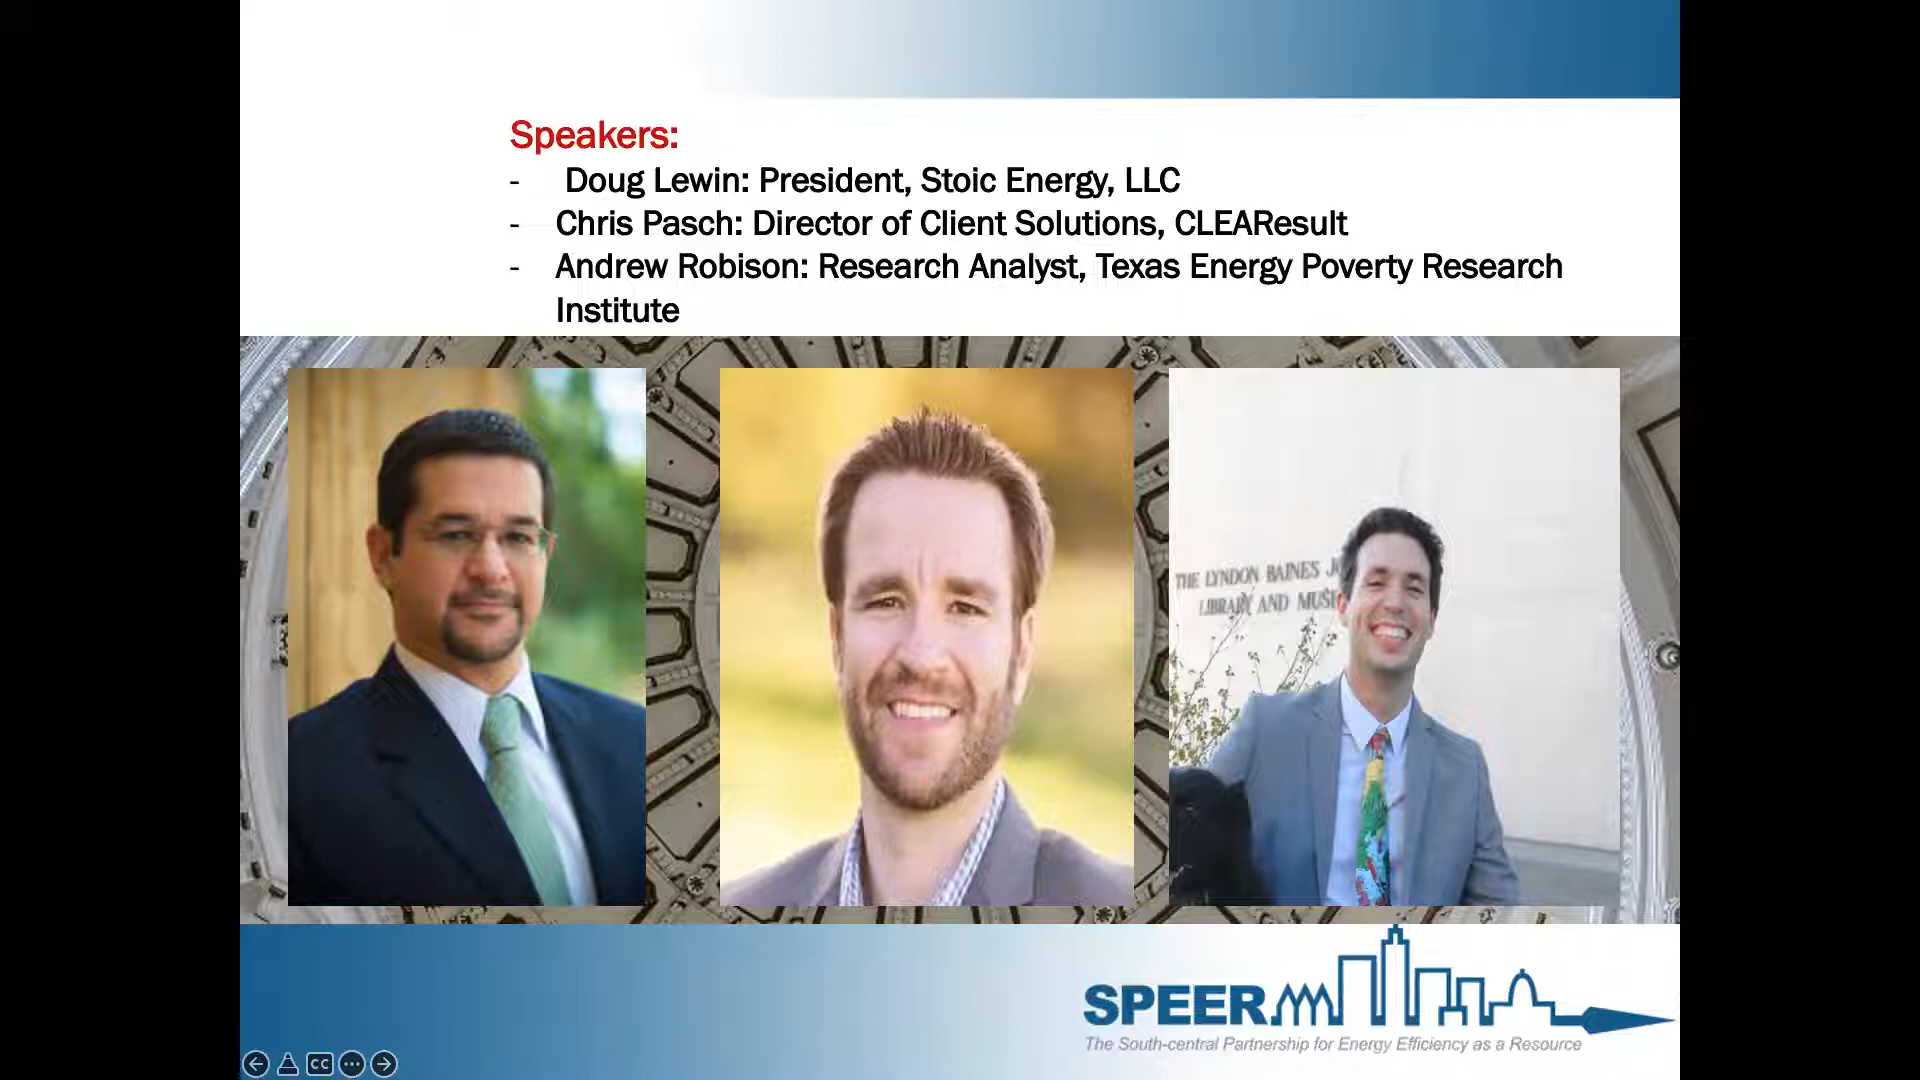 Speakers:
- Doug Lewin: President, Stoic Energy, LLC
- Chris Pasch: Director of Client Solutions, CLEAResult
- Andrew Robison: Research Analyst, Texas Energy Poverty Research
Institute
THE LYNDON BAINES JO
LIBRARY AND MUSE
SPEER
The South-central Partnership for Energy Efficiency as a Resource
CC